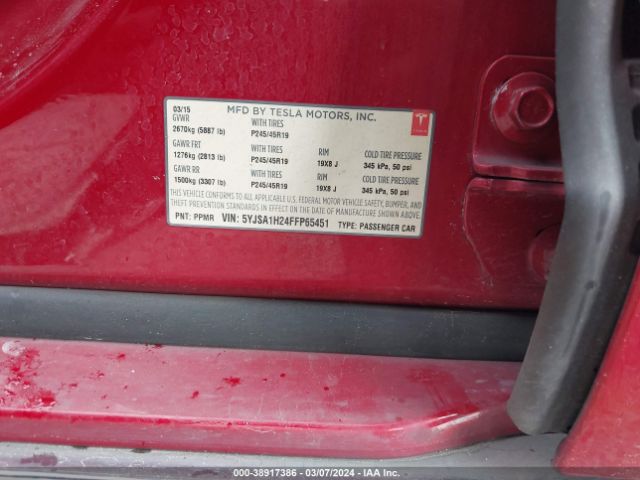 03/15 MFD BY TESLA MOTORS, INC.
GVWR WITH TIRES
2670kg (5887 lb) P245/45R19
GAWR FRT WITH TIRES RIM COLD TIRE PRESSURE
1276kg (2813 lb) P245/45R19 19X8 J 345 kPa, 50 psi
GAWR RR WITH TIRES RIM COLD TIRE PRESSURE
1500kg (3307 lb) P245/45R19 19X8 J 345 kPa, 50 psi
THIS VEHICLE CONFORMS TO ALL APPLICABLE U.S. FEDERAL MOTOR VEHICLE SAFETY, BUMPER, AND
THEFT PREVENTION STANDARDS IN EFFECT ON THE DATE OF MANUFACTURE SHOWN ABOVE.
PNT: PPMR VIN: 5YJSA1H24FFP65451 TYPE: PASSENGER CAR
TESLA
000-38917386 - 03/07/2024 - IAA Inc.